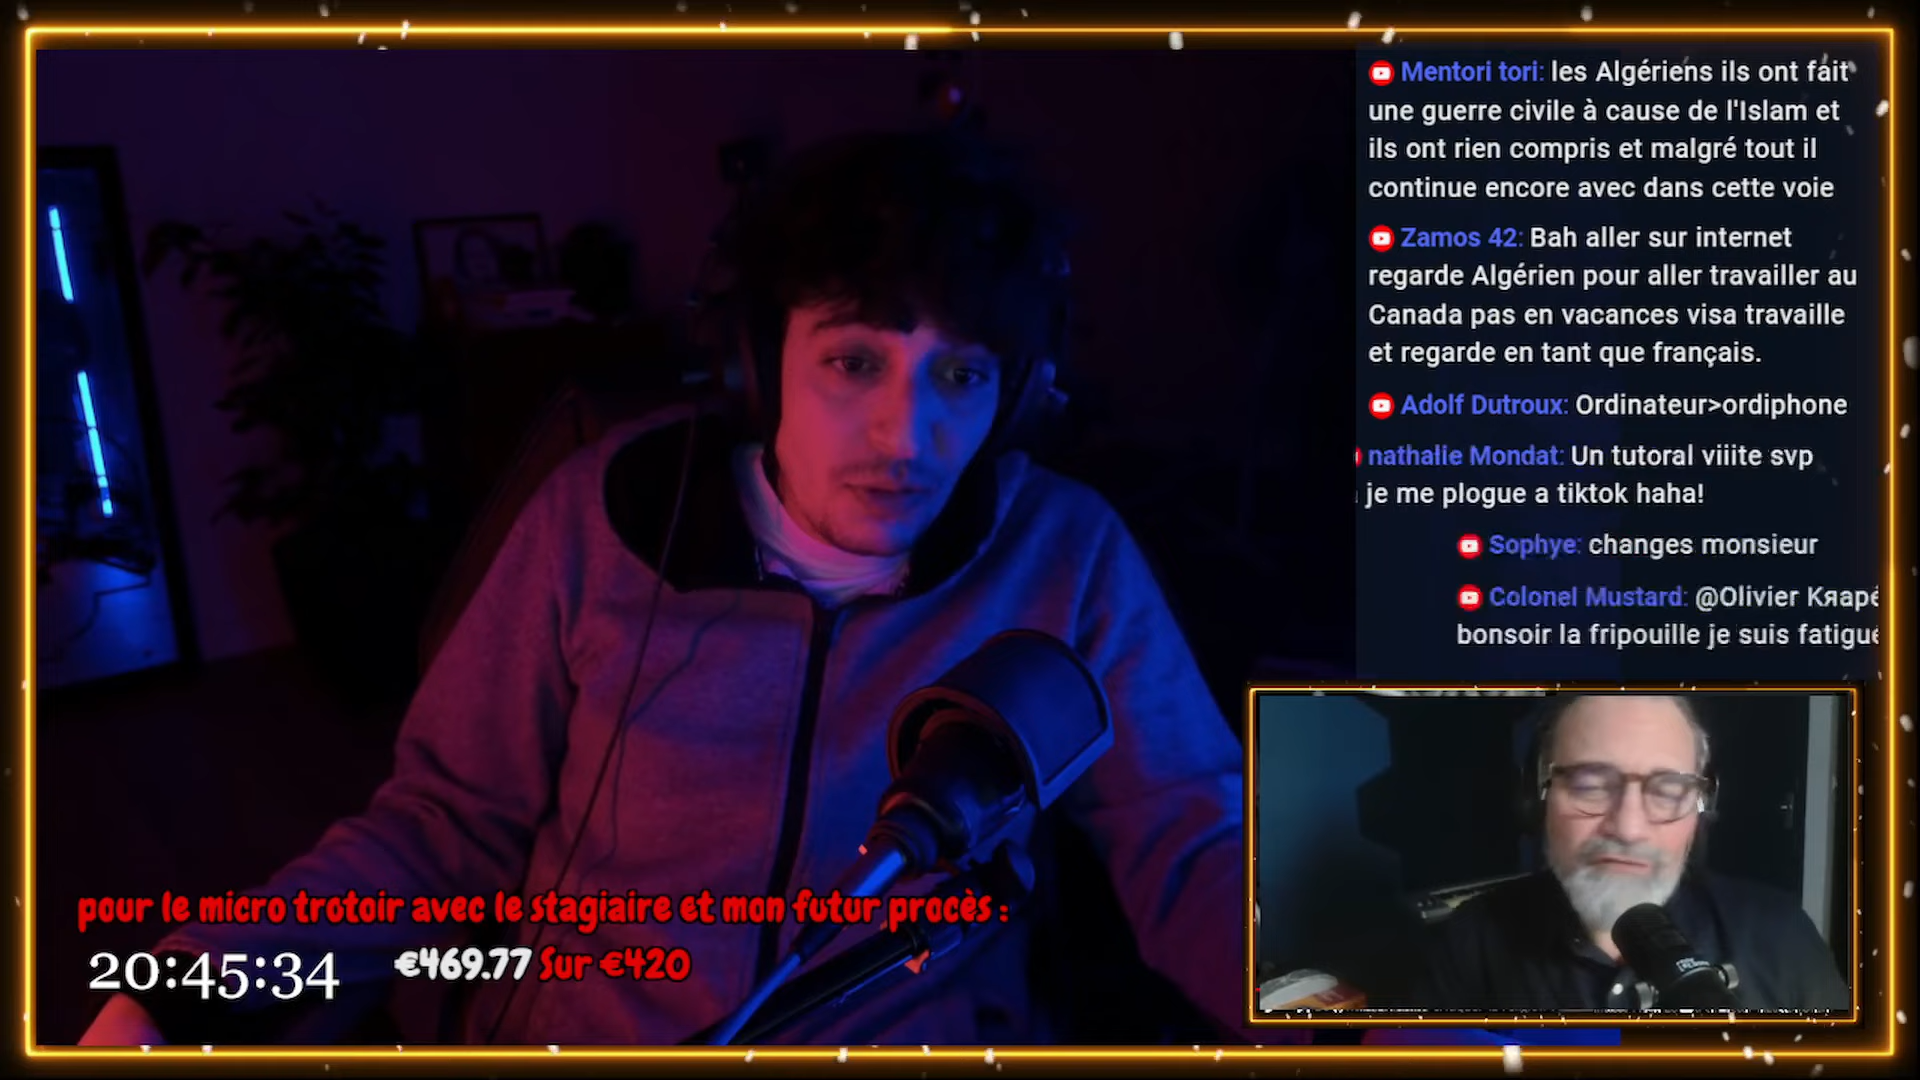 Mentori tori: les Algériens ils ont fait
une guerre civile à cause de l'Islam et
ils ont rien compris et malgré tout il
continue encore avec dans cette voie
Zamos 42: Bah aller sur internet
regarde Algérien pour aller travailler au
Canada pas en vacances visa travaille
et regarde en tant que français.
Adolf Dutroux: Ordinateur>ordiphone
nathalie Mondat: Un tutoral viiite svp
je me plogue a tiktok haha!
Sophye: changes monsieur
Colonel Mustard: @Olivier Kяapé
bonsoir la fripouille je suis fatigué
pour le micro trotoir avec le stagiaire et mon futur procès :
20:45:34 €469.77 Sur €420